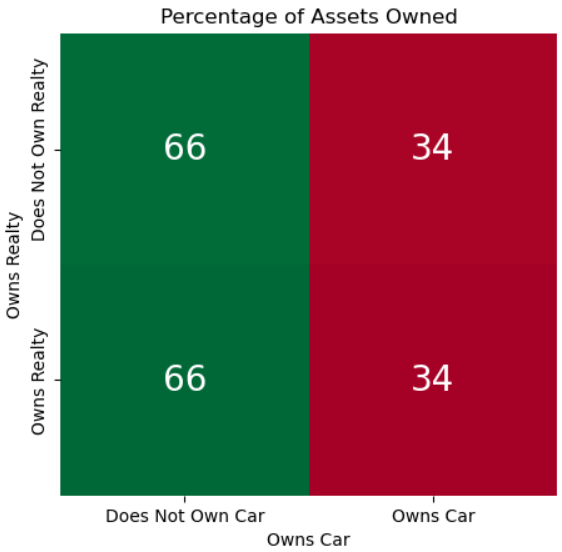 Percentage of Assets Owned
Owns Realty
Does Not Own Realty
66
34
Owns Realty
66
34
Does Not Own Car
Owns Car
Owns Car